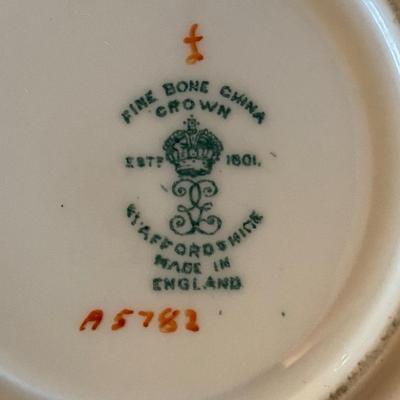 f
FINE BONE CHINA
CROWN
ESTD 1801.
STAFFORDSHIRE
MADE IN
ENGLAND
A5782